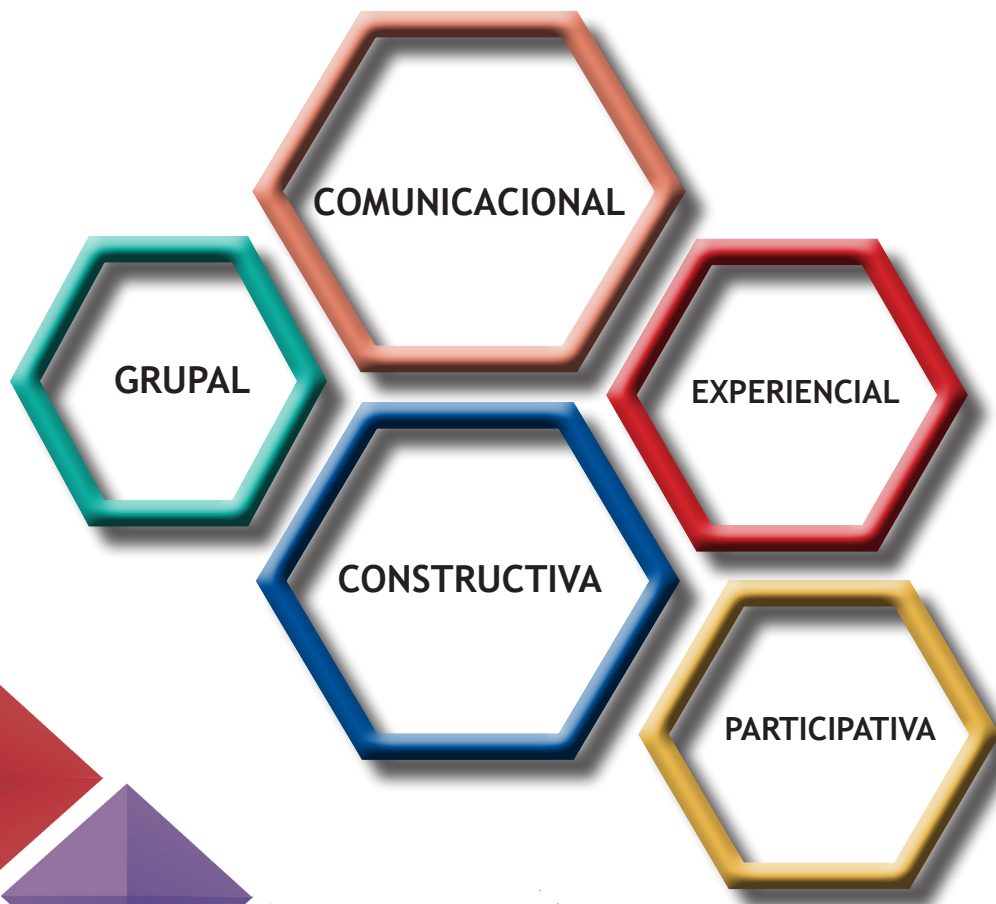 COMUNICACIONAL
GRUPAL
EXPERIENCIAL
CONSTRUCTIVA
PARTICIPATIVA